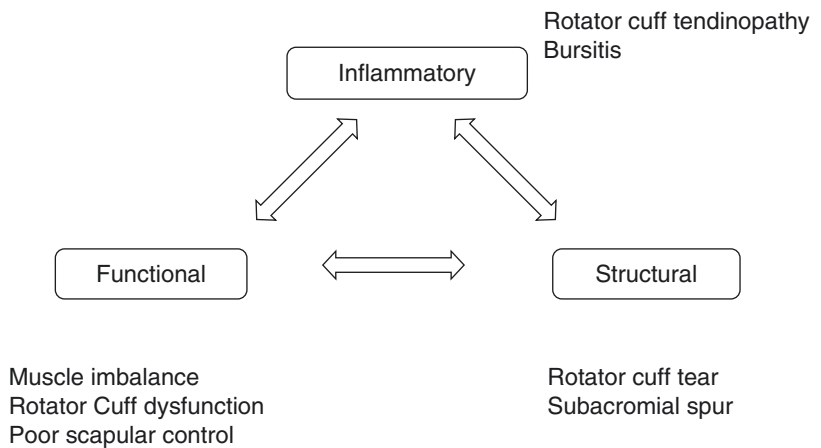 Rotator cuff tendinopathy
Bursitis
Inflammatory
Functional
Structural
Muscle imbalance
Rotator Cuff dysfunction
Poor scapular control
Rotator cuff tear
Subacromial spur